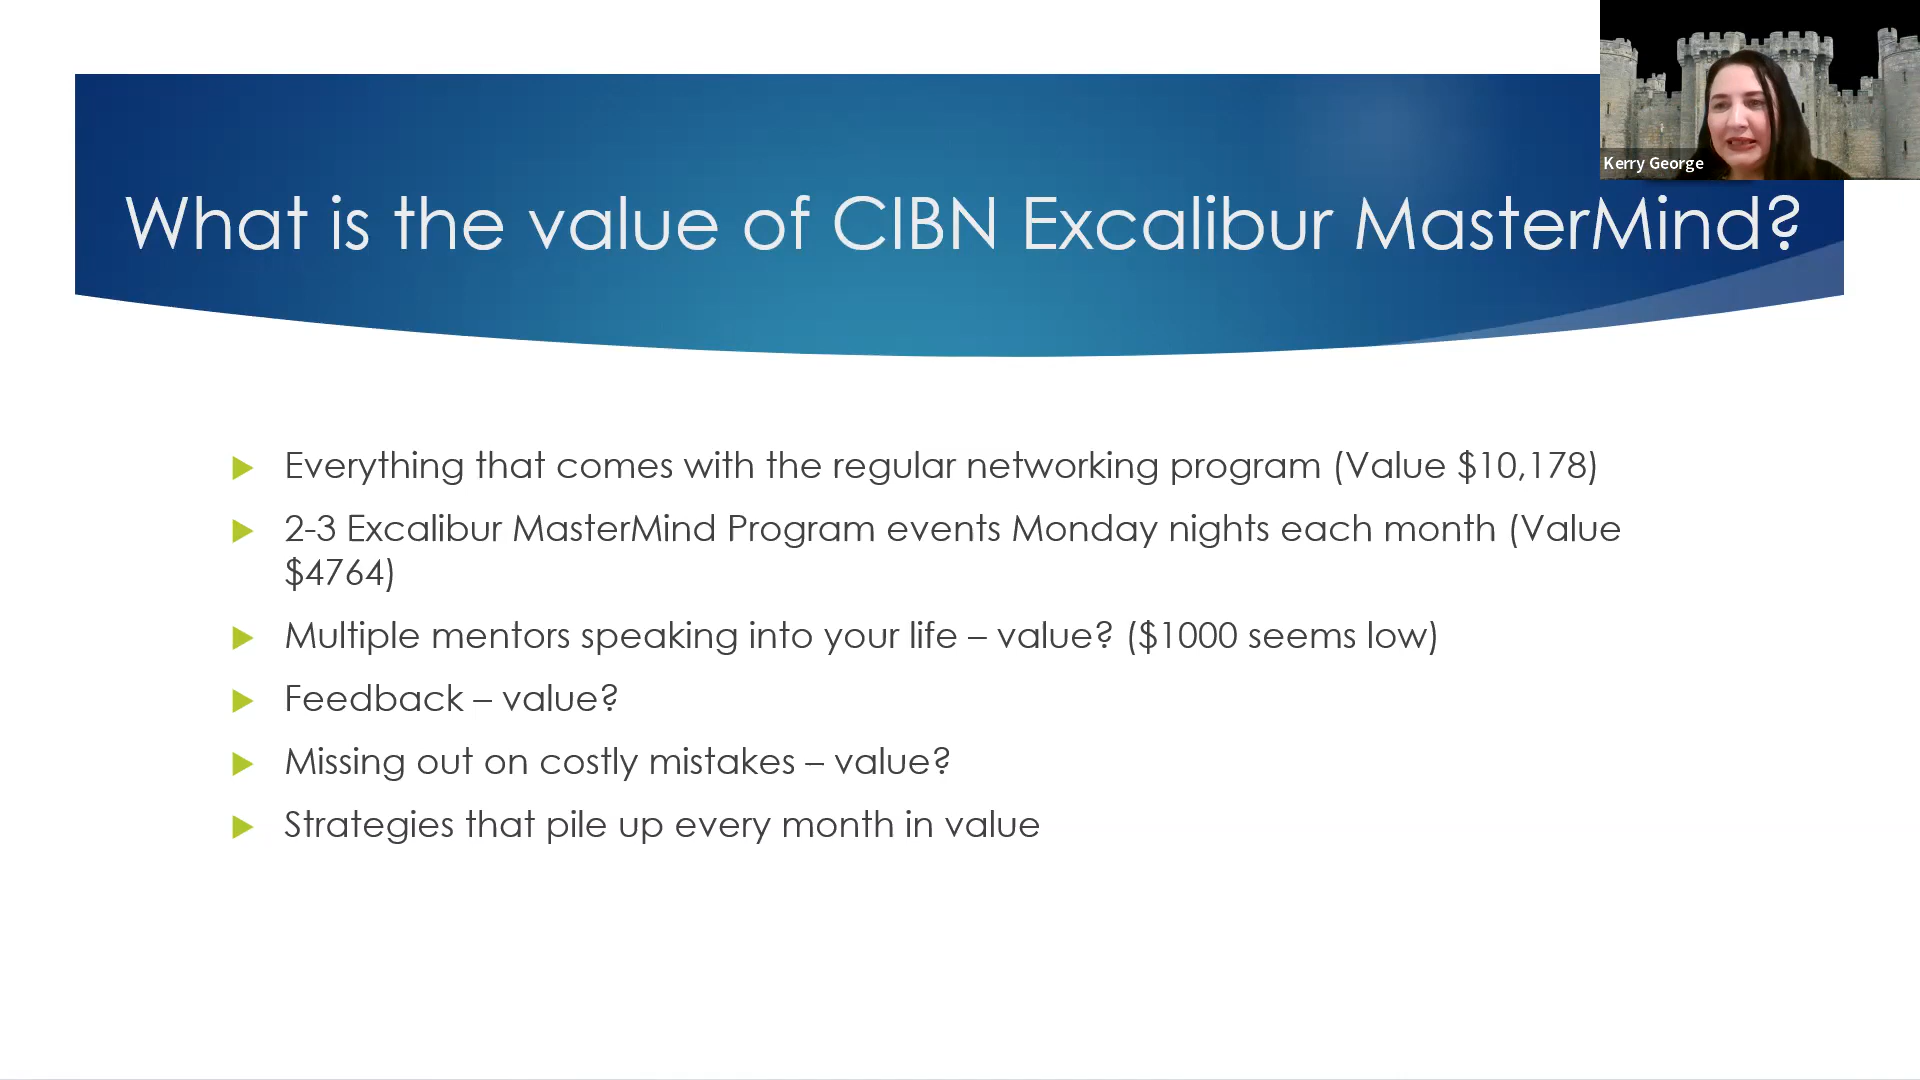 Kerry George
What is the value of CIBN Excalibur MasterMind?
Everything that comes with the regular networking program (Value $10,178)
2-3 Excalibur MasterMind Program events Monday nights each month (Value
$4764)
Multiple mentors speaking into your life – value? ($1000 seems low)
Feedback – value?
Missing out on costly mistakes – value?
Strategies that pile up every month in value